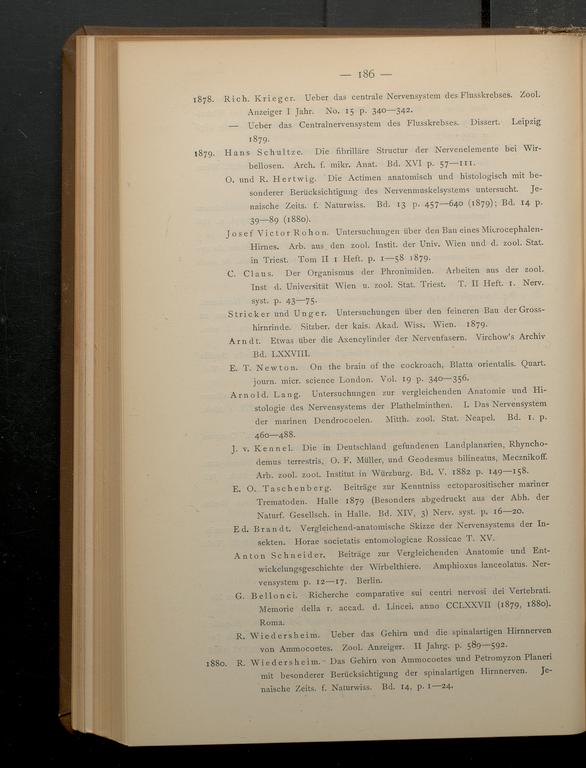 — 186 —
1878. Rich. Krieger. Ueber das centrale Nervensystem des Flusskrebses. Zool.
Anzeiger I Jahr. No. 15 p. 340—342.
— Ueber das Centralnervensystem des Flusskrebses. Dissert. Leipzig
1879.
1879. Hans Schultze. Die fibrilläre Structur der Nervenelemente bei Wir-
bellosen. Arch. f. mikr. Anat. Bd. XVI p. 57—111.
O. und R. Hertwig. Die Actinien anatomisch und histologisch mit be-
sonderer Berücksichtigung des Nervenmuskelsystems untersucht. Je-
naische Zeits. f. Naturwiss. Bd. 13 p. 457—640 (1879); Bd. 14 p.
39—89 (1880).
Josef Victor Rohon. Untersuchungen über den Bau eines Microcephalen-
Hirnes. Arb. aus den zool. Instit. der Univ. Wien und d. zool. Stat.
in Triest. Tom II 1 Heft. p. 1—58 1879.
C. Claus. Der Organismus der Phronimiden. Arbeiten aus der zool.
Inst d. Universität Wien u. zool. Stat. Triest. T. II Heft. 1. Nerv.
syst. p. 43—75.
Stricker und Unger. Untersuchungen über den feineren Bau der Gross-
hirnrinde. Sitzber. der kais. Akad. Wiss. Wien. 1879.
Arndt. Etwas über die Axencylinder der Nervenfasern. Virchow's Archiv
Bd. LXXVIII.
E. T. Newton. On the brain of the cockroach, Blatta orientalis. Quart.
journ. micr. science London. Vol. 19 p. 340—356.
Arnold. Lang. Untersuchungen zur vergleichenden Anatomie und Hi-
stologie des Nervensystems der Plathelminthen. I. Das Nervensystem
der marinen Dendrocoelen. Mitth. zool. Stat. Neapel. Bd. 1. p.
460—488.
J. v. Kennel. Die in Deutschland gefundenen Landplanarien, Rhyncho-
demus terrestris, O. F. Müller, und Geodesmus bilineatus, Mecznikoff.
Arb. zool. zoot. Institut in Würzburg. Bd. V. 1882 p. 149—158.
E. O. Taschenberg. Beiträge zur Kenntniss ectoparositischer mariner
Trematoden. Halle 1879 (Besonders abgedruckt aus der Abh. der
Naturf. Gesellsch. in Halle. Bd. XIV, 3) Nerv. syst. p. 16—20.
Ed. Brandt. Vergleichend-anatomische Skizze der Nervensystems der In-
sekten. Horae societatis entomologicae Rossicae T. XV.
Anton Schneider. Beiträge zur Vergleichenden Anatomie und Ent-
wickelungsgeschichte der Wirbelthiere. Amphioxus lanceolatus. Ner-
vensystem p. 12—17. Berlin.
G. Bellonci. Richerche comparative sui centri nervosi dei Vertebrati.
Memorie della r. accad. d. Lincei. anno CCLXXVII (1879, 1880).
Roma.
R. Wiedersheim. Ueber das Gehirn und die spinalartigen Hirnnerven
von Ammocoetes. Zool. Anzeiger. II Jahrg. p. 589—592.
1880. R. Wiedersheim. Das Gehirn von Ammocoetes und Petromyzon Planeri
mit besonderer Berücksichtigung der spinalartigen Hirnnerven. Je-
naische Zeits. f. Naturwiss. Bd. 14. p. 1—24.